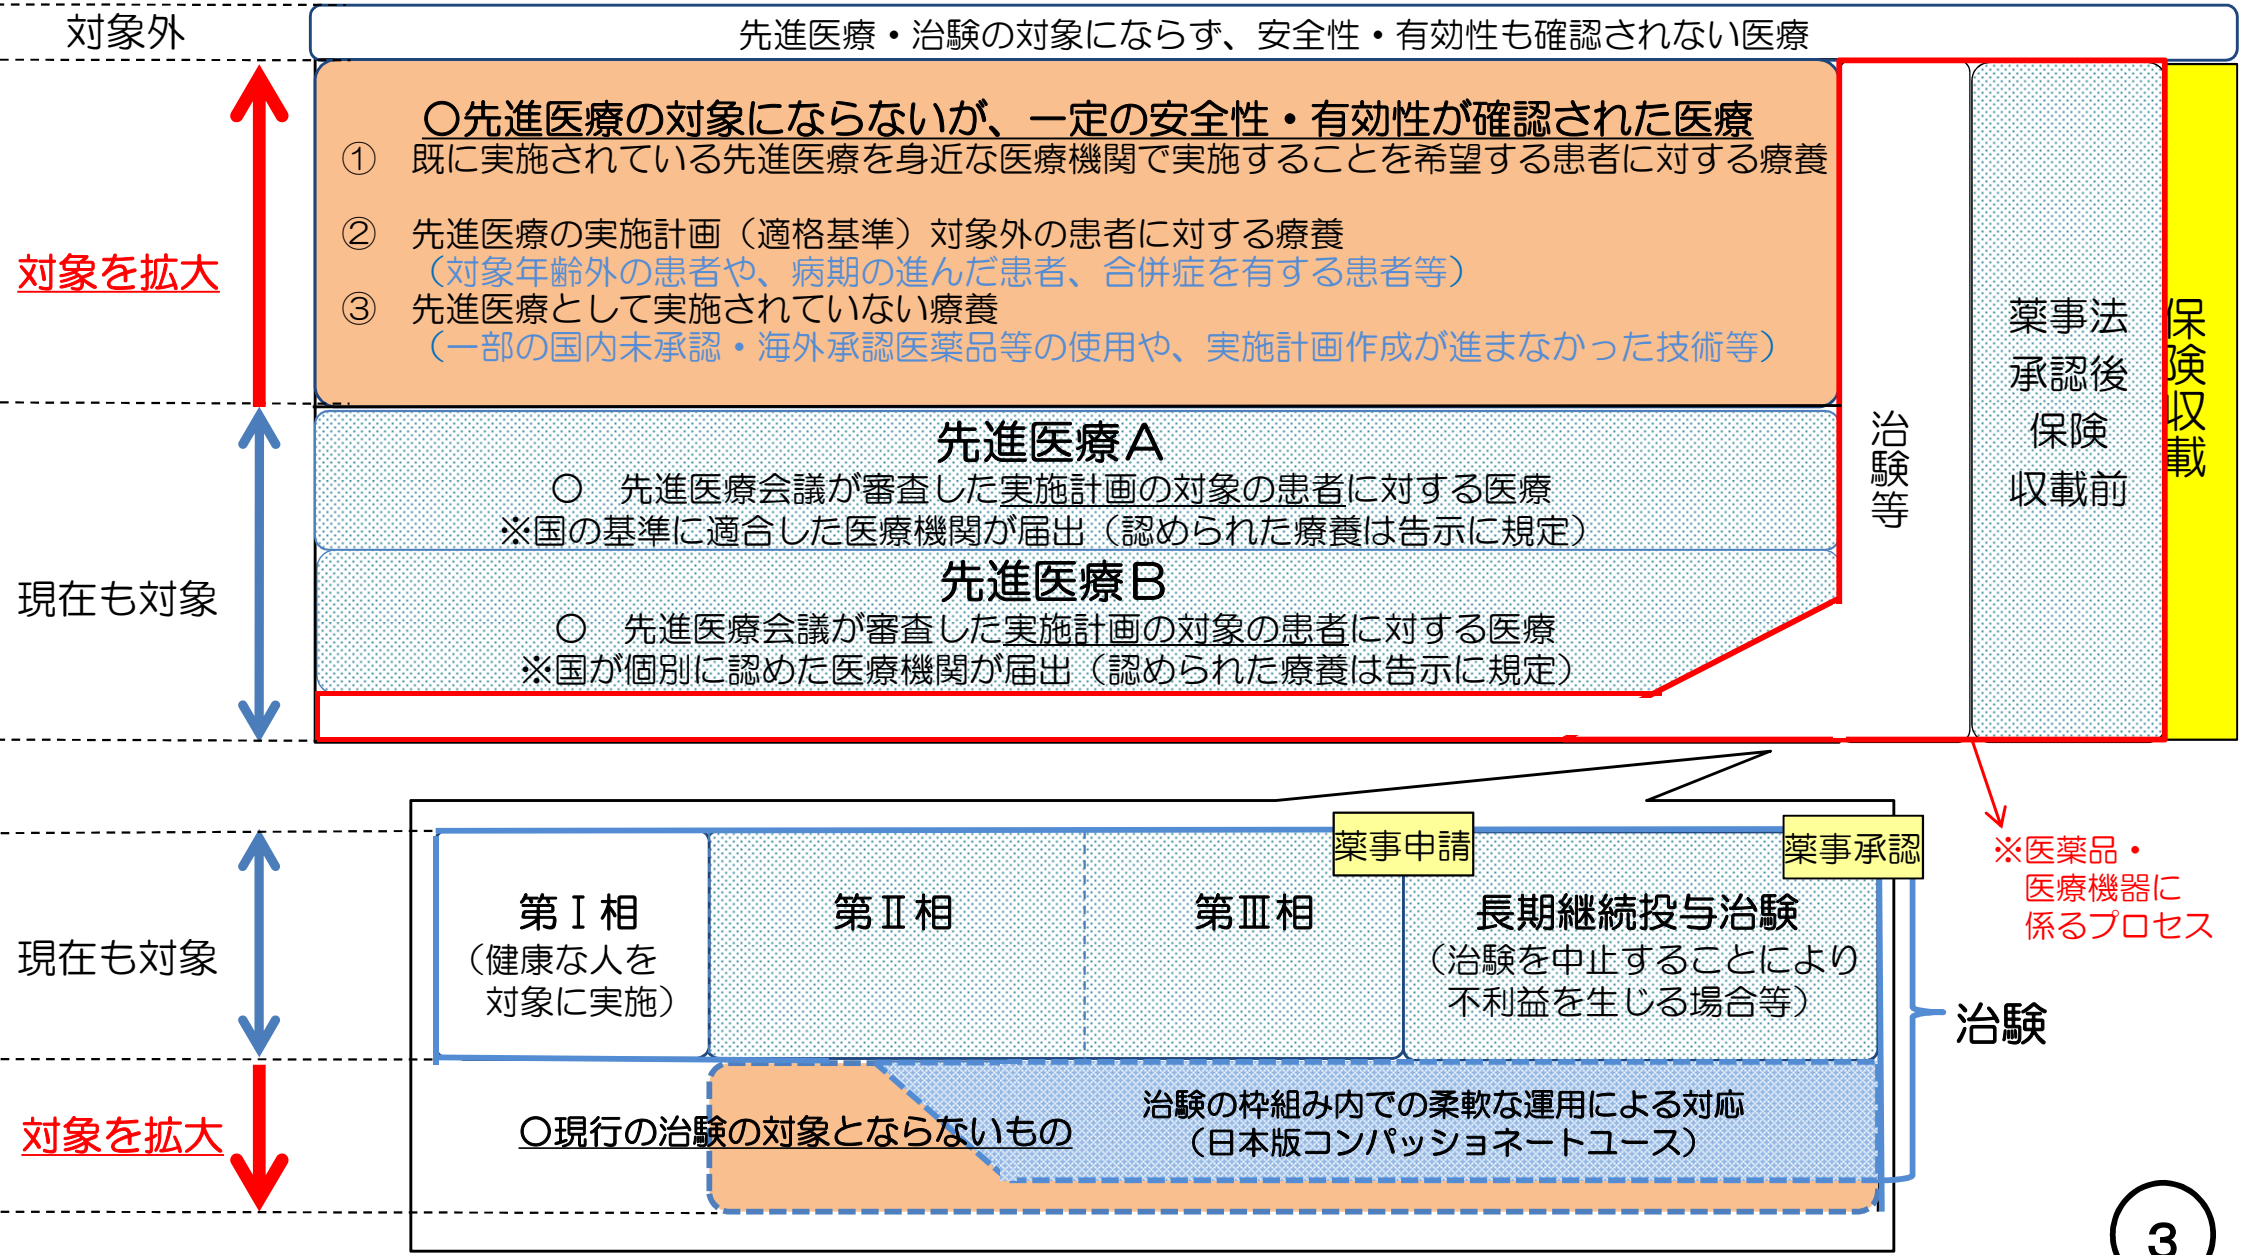 対象外
先進医療・治験の対象にならず、安全性・有効性も確認されない医療
対象を拡大
〇先進医療の対象にならないが、一定の安全性・有効性が確認された医療
① 既に実施されている先進医療を身近な医療機関で実施することを希望する患者に対する療養
② 先進医療の実施計画（適格基準）対象外の患者に対する療養
（対象年齢外の患者や、病期の進んだ患者、合併症を有する患者等）
③ 先進医療として実施されていない療養
（一部の国内未承認・海外承認医薬品等の使用や、実施計画作成が進まなかった技術等）
現在も対象
先進医療Ａ
〇 先進医療会議が審査した実施計画の対象の患者に対する医療
※国の基準に適合した医療機関が届出（認められた療養は告示に規定）
先進医療Ｂ
〇 先進医療会議が審査した実施計画の対象の患者に対する医療
※国が個別に認めた医療機関が届出（認められた療養は告示に規定）
治験等
薬事法
承認後
保険
収載前
保険収載
※医薬品・
医療機器に
係るプロセス
現在も対象
薬事申請
薬事承認
第Ⅰ相
（健康な人を
対象に実施）
第Ⅱ相
第Ⅲ相
長期継続投与治験
（治験を中止することにより
不利益を生じる場合等）
治験
対象を拡大
〇現行の治験の対象とならないもの
治験の枠組み内での柔軟な運用による対応
（日本版コンパッショネートユース）
3